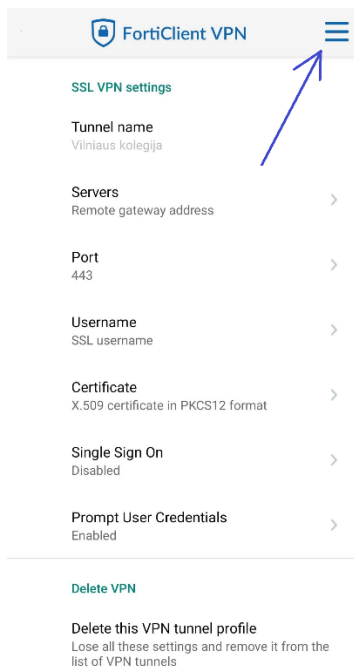 FortiClient VPN
SSL VPN settings
Tunnel name
Vilniaus kolegija
Servers
Remote gateway address
Port
443
Username
SSL username
Certificate
X.509 certificate in PKCS12 format
Single Sign On
Disabled
Prompt User Credentials
Enabled
Delete VPN
Delete this VPN tunnel profile
Lose all these settings and remove it from the
list of VPN tunnels